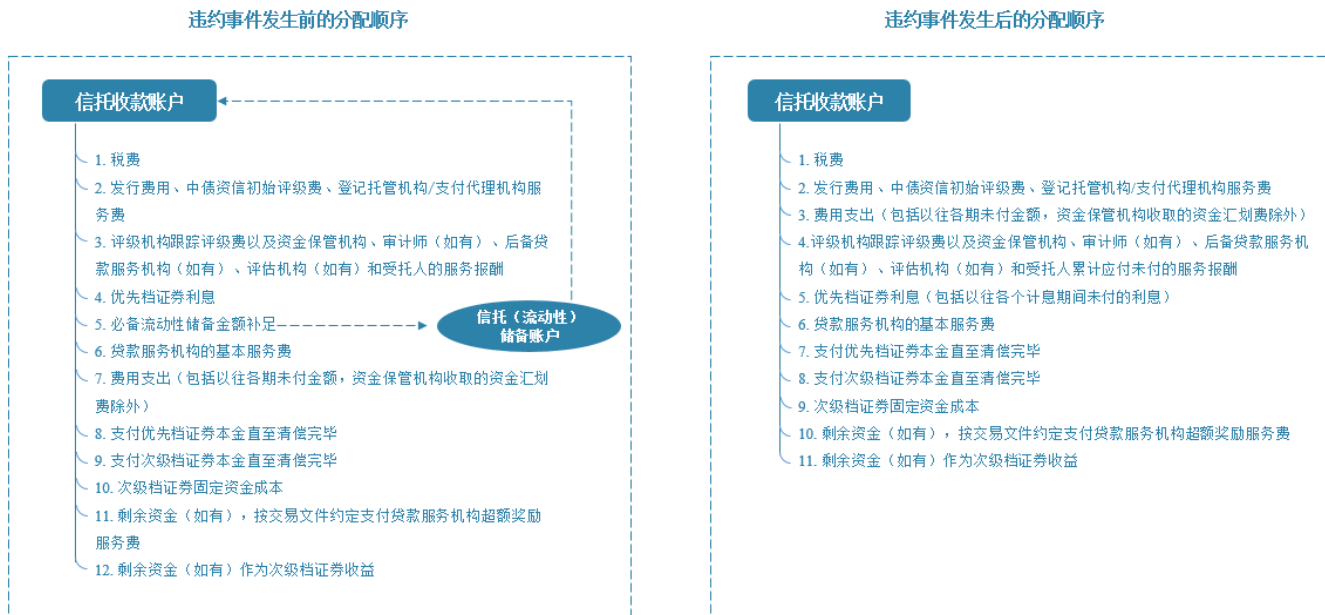 违约事件发生前的分配顺序
信托收款账户
1. 税费
2. 发行费用、中债资信初始评级费、登记托管机构/支付代理机构服
务费
3. 评级机构跟踪评级费以及资金保管机构、审计师（如有）、后备贷
款服务机构（如有）、评估机构（如有）和受托人的服务报酬
4. 优先档证券利息
5. 必备流动性储备金额补足
信托（流动性）
储备账户
6. 贷款服务机构的基本服务费
7. 费用支出（包括以往各期未付金额，资金保管机构收取的资金汇划
费除外）
8. 支付优先档证券本金直至清偿完毕
9. 支付次级档证券本金直至清偿完毕
10. 次级档证券固定资金成本
11. 剩余资金（如有），按交易文件约定支付贷款服务机构超额奖励
服务费
12. 剩余资金（如有）作为次级档证券收益
违约事件发生后的分配顺序
信托收款账户
1. 税费
2. 发行费用、中债资信初始评级费、登记托管机构/支付代理机构服务费
3. 费用支出（包括以往各期未付金额，资金保管机构收取的资金汇划费除外）
4.评级机构跟踪评级费以及资金保管机构、审计师（如有）、后备贷款服务机
构（如有）、评估机构（如有）和受托人累计应付未付的服务报酬
5. 优先档证券利息（包括以往各个计息期间未付的利息）
6. 贷款服务机构的基本服务费
7. 支付优先档证券本金直至清偿完毕
8. 支付次级档证券本金直至清偿完毕
9. 次级档证券固定资金成本
10. 剩余资金（如有），按交易文件约定支付贷款服务机构超额奖励服务费
11. 剩余资金（如有）作为次级档证券收益